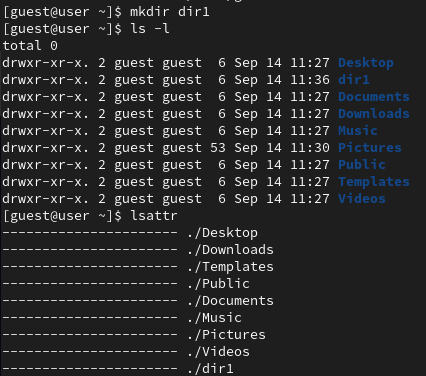 [guest@user ~]$ mkdir dir1
[guest@user ~]$ ls -l
total 0
drwxr-xr-x. 2 guest guest  6 Sep 14 11:27 Desktop
drwxr-xr-x. 2 guest guest  6 Sep 14 11:36 dir1
drwxr-xr-x. 2 guest guest  6 Sep 14 11:27 Documents
drwxr-xr-x. 2 guest guest  6 Sep 14 11:27 Downloads
drwxr-xr-x. 2 guest guest  6 Sep 14 11:27 Music
drwxr-xr-x. 2 guest guest 53 Sep 14 11:30 Pictures
drwxr-xr-x. 2 guest guest  6 Sep 14 11:27 Public
drwxr-xr-x. 2 guest guest  6 Sep 14 11:27 Templates
drwxr-xr-x. 2 guest guest  6 Sep 14 11:27 Videos
[guest@user ~]$ lsattr
---------------------- ./Desktop
---------------------- ./Downloads
---------------------- ./Templates
---------------------- ./Public
---------------------- ./Documents
---------------------- ./Music
---------------------- ./Pictures
---------------------- ./Videos
---------------------- ./dir1